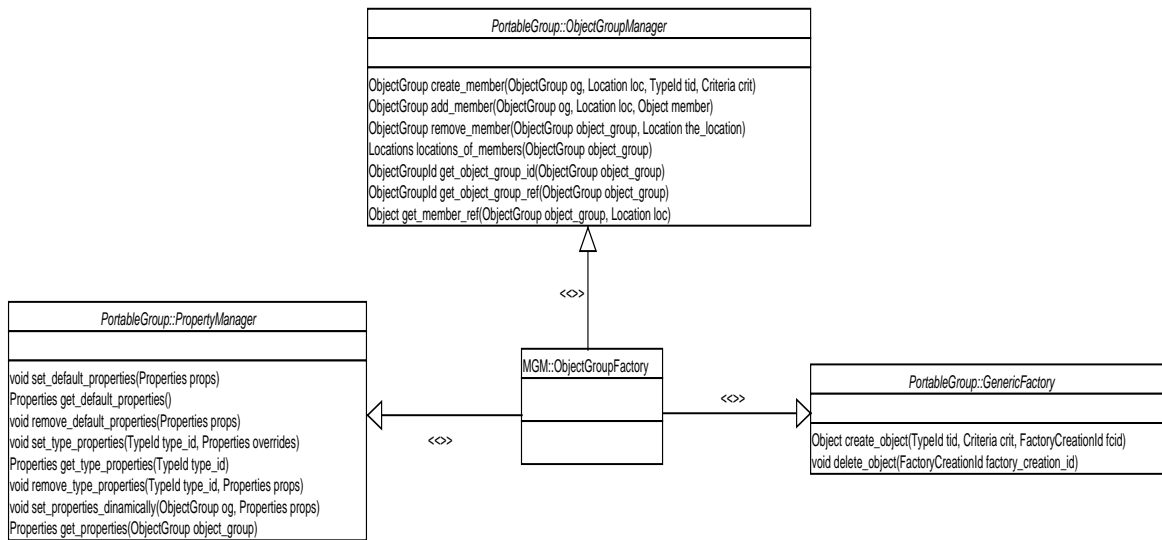 PortableGroup::ObjectGroupManager
ObjectGroup create_member(ObjectGroup og, Location loc, TypeId tid, Criteria crit)
ObjectGroup add_member(ObjectGroup og, Location loc, Object member)
ObjectGroup remove_member(ObjectGroup object_group, Location the_location)
Locations locations_of_members(ObjectGroup object_group)
ObjectGroupId get_object_group_id(ObjectGroup object_group)
ObjectGroupId get_object_group_ref(ObjectGroup object_group)
Object get_member_ref(ObjectGroup object_group, Location loc)
<<>>
PortableGroup::PropertyManager
void set_default_properties(Properties props)
Properties get_default_properties()
void remove_default_properties(Properties props)
void set_type_properties(TypeId type_id, Properties overrides)
Properties get_type_properties(TypeId type_id)
void remove_type_properties(TypeId type_id, Properties props)
void set_properties_dinamically(ObjectGroup og, Properties props)
Properties get_properties(ObjectGroup object_group)
<<>>
MGM::ObjectGroupFactory
<<>>
PortableGroup::GenericFactory
Object create_object(TypeId tid, Criteria crit, FactoryCreationId fcid)
void delete_object(FactoryCreationId factory_creation_id)